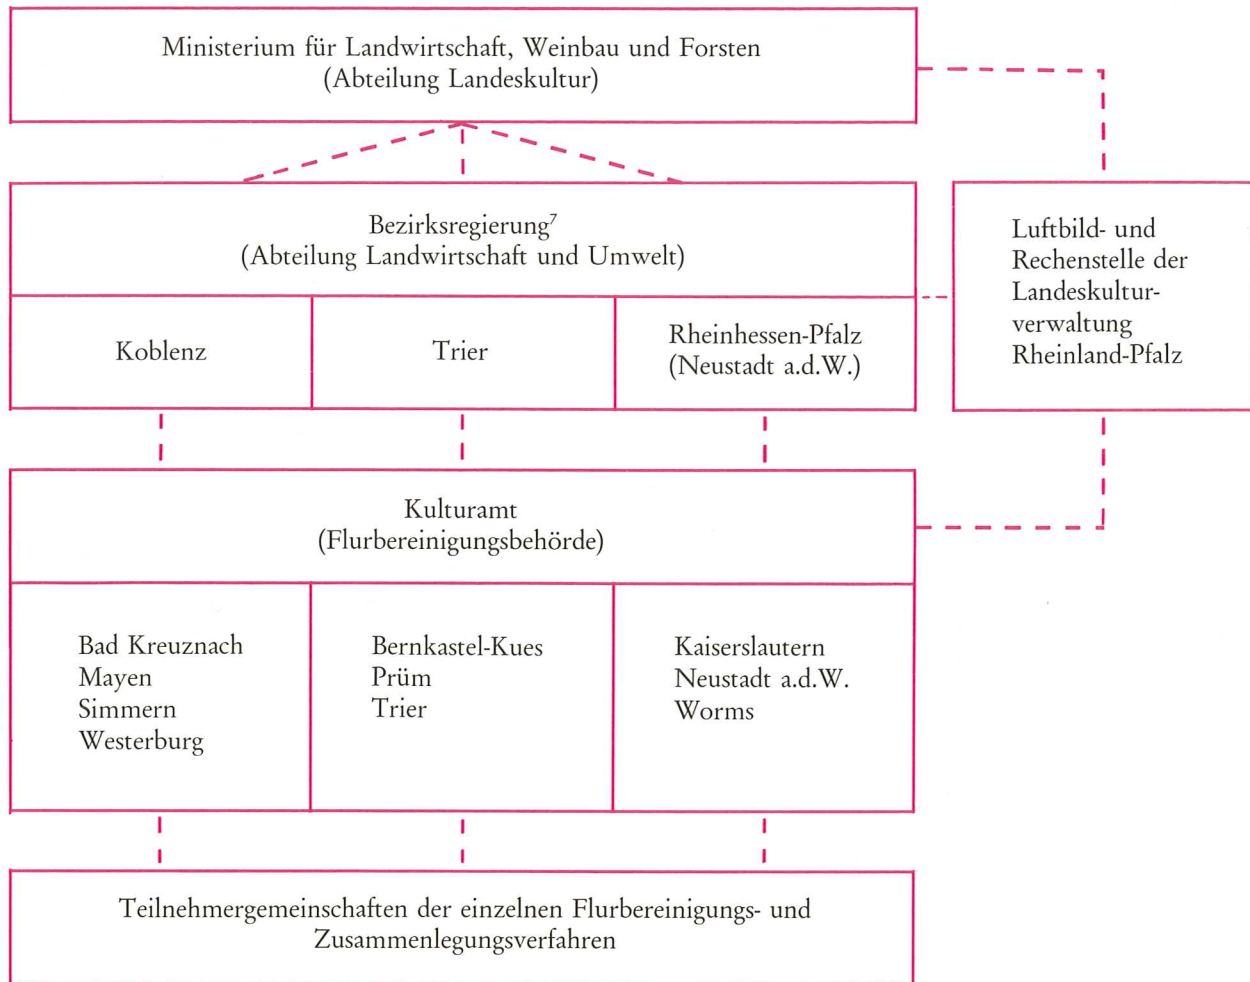 Ministerium für Landwirtschaft, Weinbau und Forsten
(Abteilung Landeskultur)
Bezirksregierung⁷
(Abteilung Landwirtschaft und Umwelt)
Koblenz
Trier
Rheinhessen-Pfalz
(Neustadt a.d.W.)
Luftbild- und
Rechenstelle der
Landeskultur-
verwaltung
Rheinland-Pfalz
Kulturamt
(Flurbereinigungsbehörde)
Bad Kreuznach
Mayen
Simmern
Westerburg
Bernkastel-Kues
Prüm
Trier
Kaiserslautern
Neustadt a.d.W.
Worms
Teilnehmergemeinschaften der einzelnen Flurbereinigungs- und
Zusammenlegungsverfahren